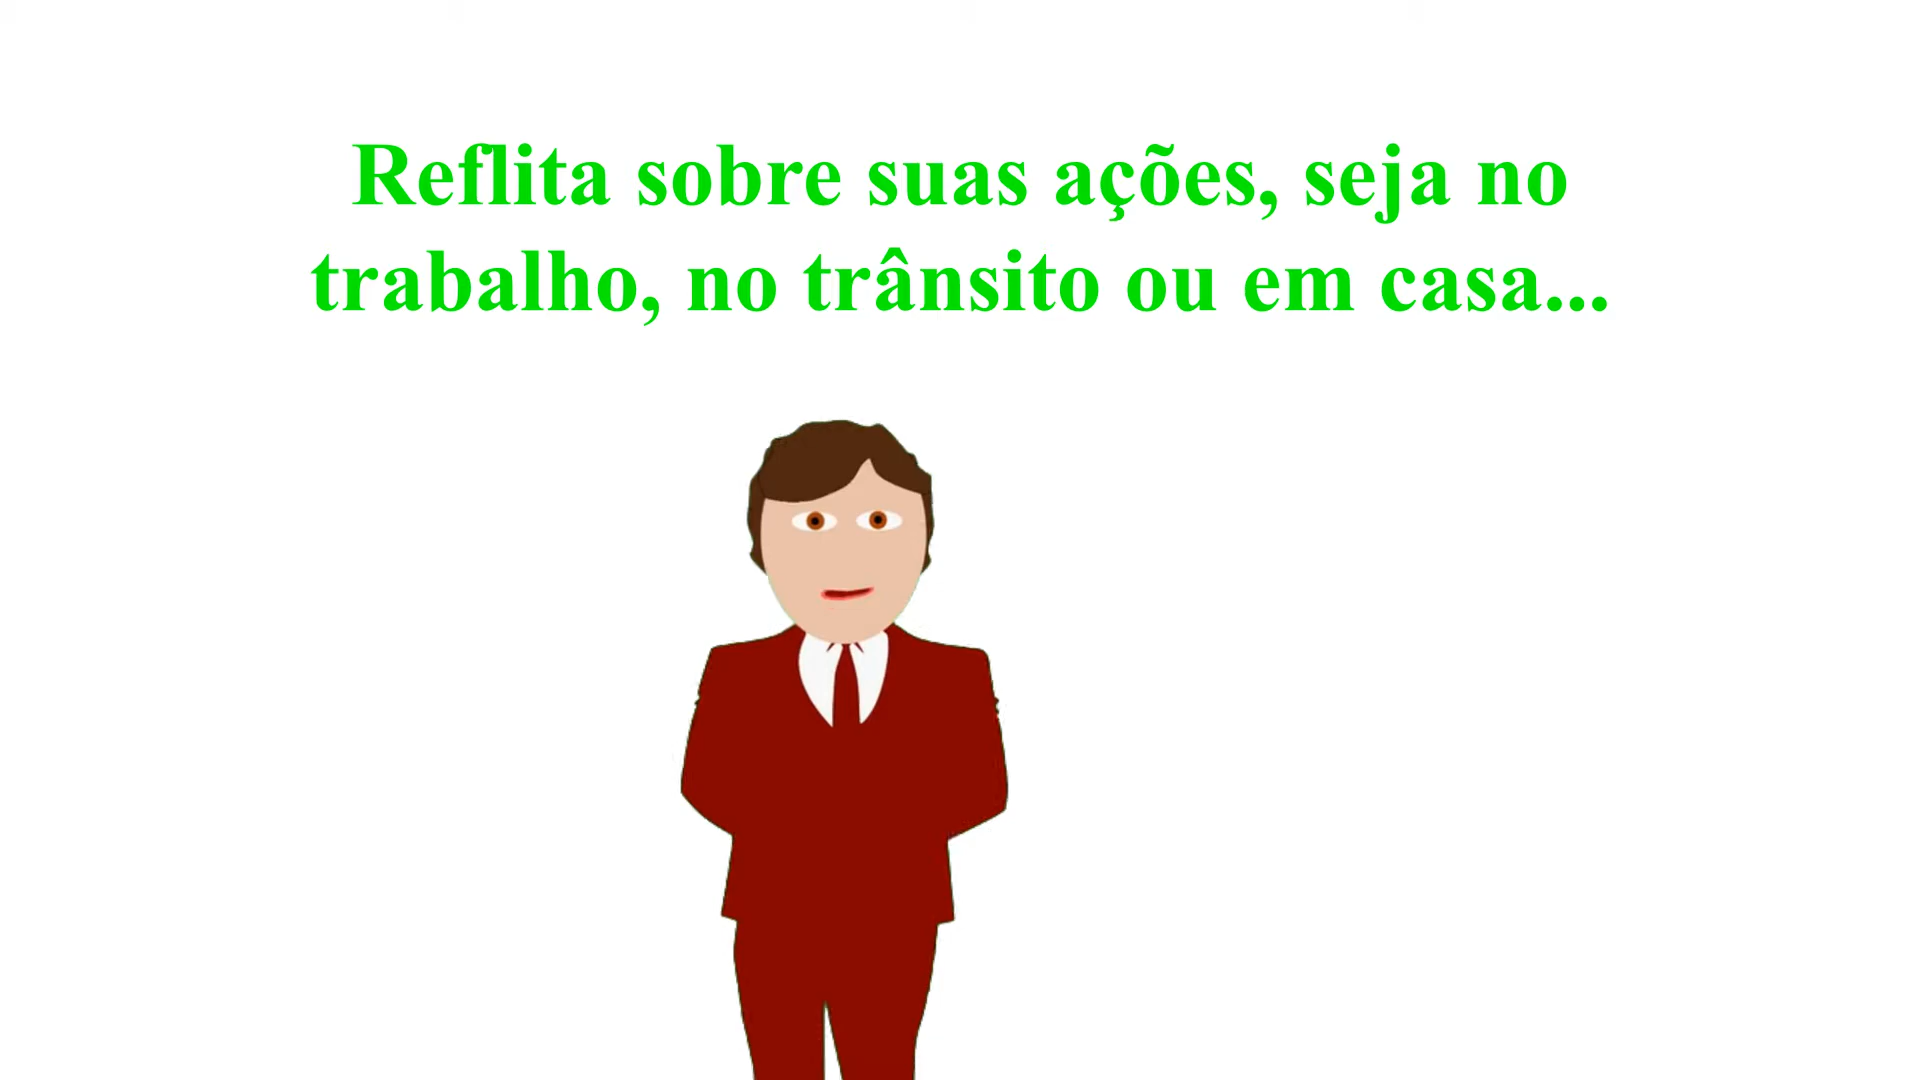 Reflita sobre suas ações, seja no
trabalho, no trânsito ou em casa...